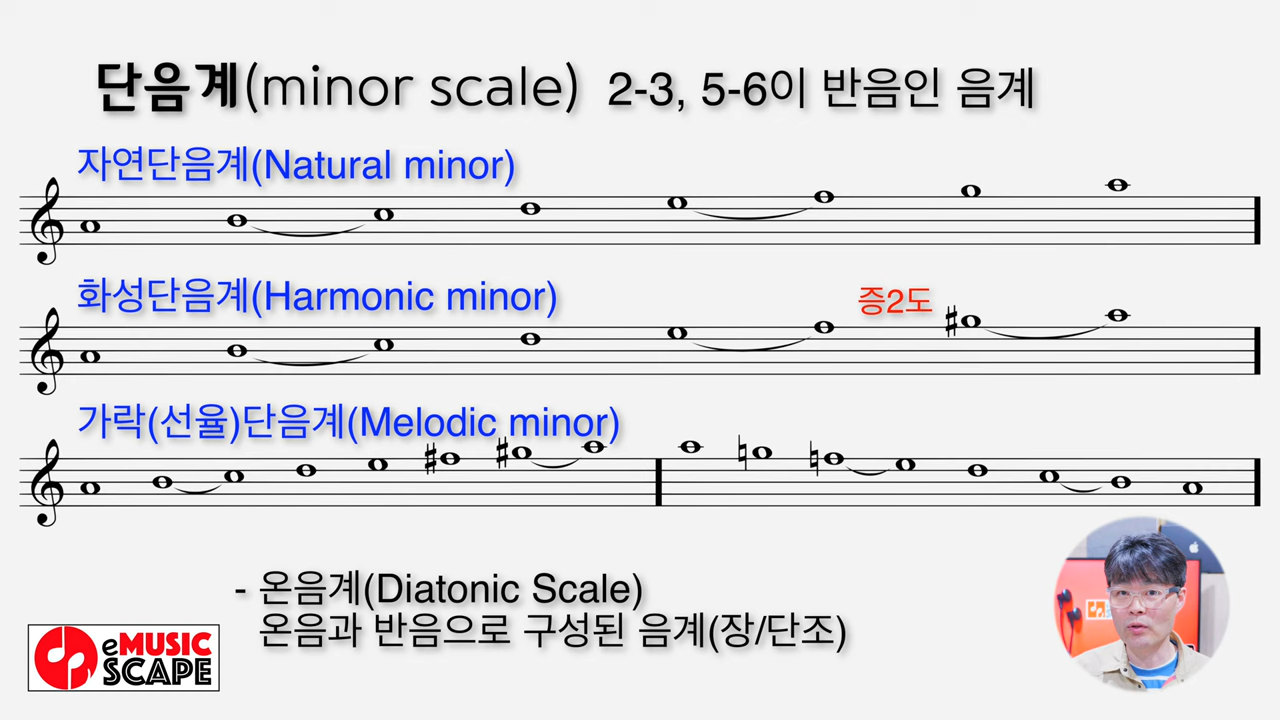 단음계(minor scale) 2-3, 5-6이 반음인 음계
자연단음계(Natural minor)
화성단음계(Harmonic minor)
증2도
가락(선율)단음계(Melodic minor)
- 온음계(Diatonic Scale)
온음과 반음으로 구성된 음계(장/단조)
eMUSIC
SCAPE